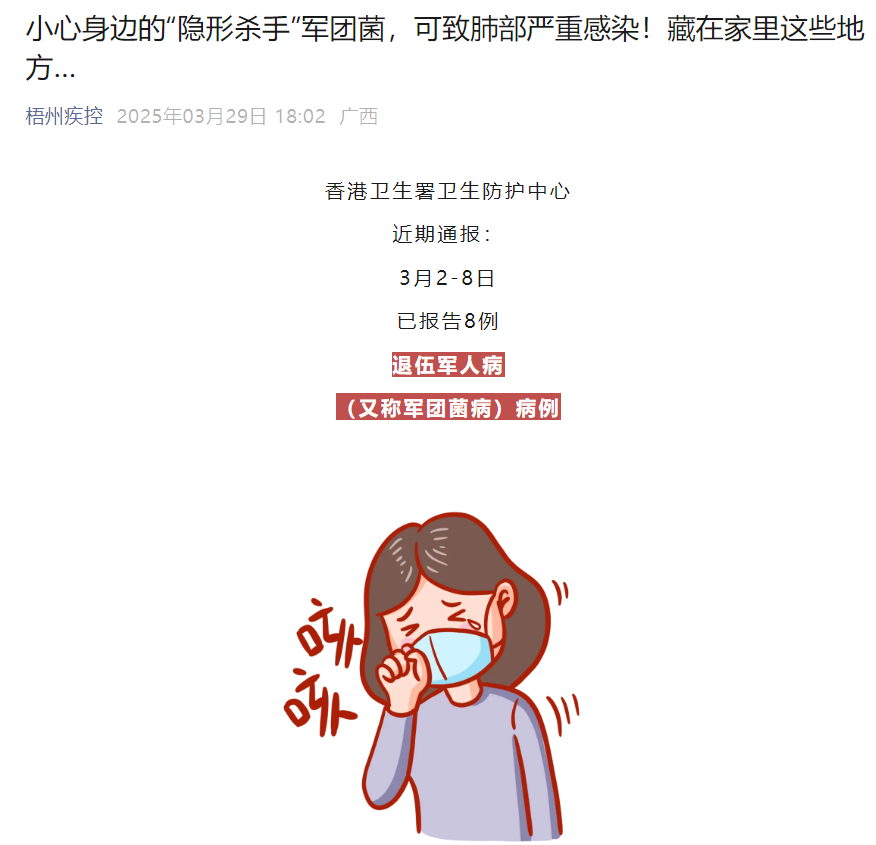 小心身边的“隐形杀手”军团菌，可致肺部严重感染！藏在家里这些地
方...
梧州疾控 2025年03月29日 18:02 广西
香港卫生署卫生防护中心
近期通报：
3月2-8日
已报告8例
退伍军人病
（又称军团菌病）病例
咳
咳